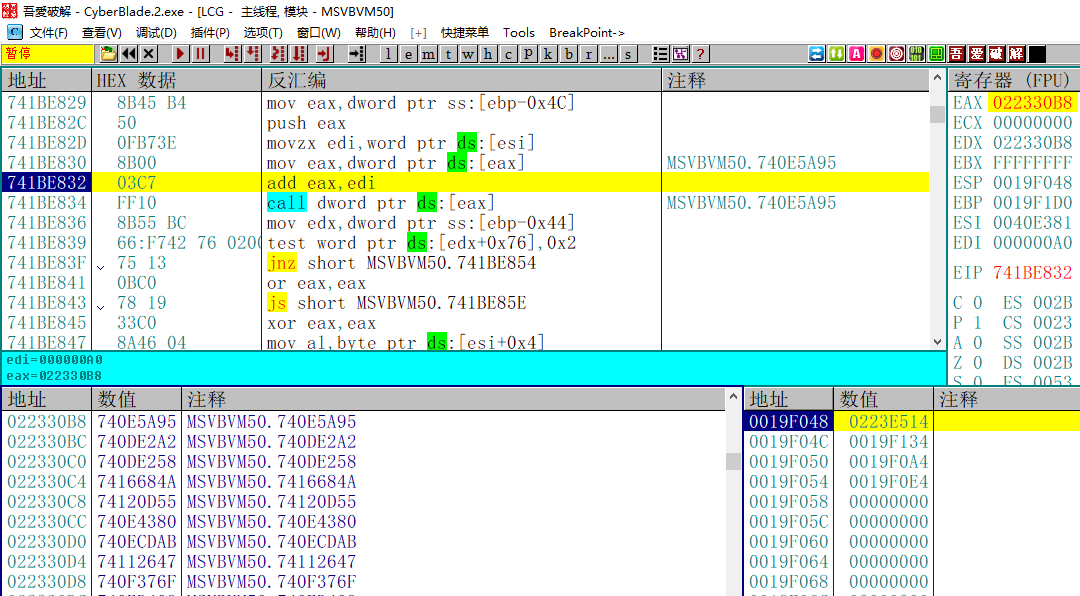 吾愛破解 - CyberBlade.2.exe - [LCG - 主线程, 模块 - MSVBVM50]
文件(F) 查看(V) 调试(D) 插件(P) 选项(T) 窗口(W) 帮助(H) [+] 快捷菜单 Tools BreakPoint->
暂停 l e m t w h c p k b r ... s ? 吾 爱 破 解
地址 HEX 数据 反汇编 注释
741BE829 8B45 B4 mov eax,dword ptr ss:[ebp-0x4C]
741BE82C 50 push eax
741BE82D 0FB73E movzx edi,word ptr ds:[esi]
741BE830 8B00 mov eax,dword ptr ds:[eax] MSVBVM50.740E5A95
741BE832 03C7 add eax,edi
741BE834 FF10 call dword ptr ds:[eax] MSVBVM50.740E5A95
741BE836 8B55 BC mov edx,dword ptr ss:[ebp-0x44]
741BE839 66:F742 76 0200 test word ptr ds:[edx+0x76],0x2
741BE83F 75 13 jnz short MSVBVM50.741BE854
741BE841 0BC0 or eax,eax
741BE843 78 19 js short MSVBVM50.741BE85E
741BE845 33C0 xor eax,eax
741BE847 8A46 04 mov al,byte ptr ds:[esi+0x4]
edi=000000A0
eax=022330B8
寄存器 (FPU)
EAX 022330B8
ECX 00000000
EDX 022330B8
EBX FFFFFFFF
ESP 0019F048
EBP 0019F1D0
ESI 0040E381
EDI 000000A0
EIP 741BE832
C 0 ES 002B
P 1 CS 0023
A 0 SS 002B
Z 0 DS 002B
S 0 FS 0053
地址 数值 注释
022330B8 740E5A95 MSVBVM50.740E5A95
022330BC 740DE2A2 MSVBVM50.740DE2A2
022330C0 740DE258 MSVBVM50.740DE258
022330C4 7416684A MSVBVM50.7416684A
022330C8 74120D55 MSVBVM50.74120D55
022330CC 740E4380 MSVBVM50.740E4380
022330D0 740ECDAB MSVBVM50.740ECDAB
022330D4 74112647 MSVBVM50.74112647
022330D8 740F376F MSVBVM50.740F376F
地址 数值 注释
0019F048 0223E514
0019F04C 0019F134
0019F050 0019F0A4
0019F054 0019F0E4
0019F058 00000000
0019F05C 00000000
0019F060 00000000
0019F064 00000000
0019F068 00000000